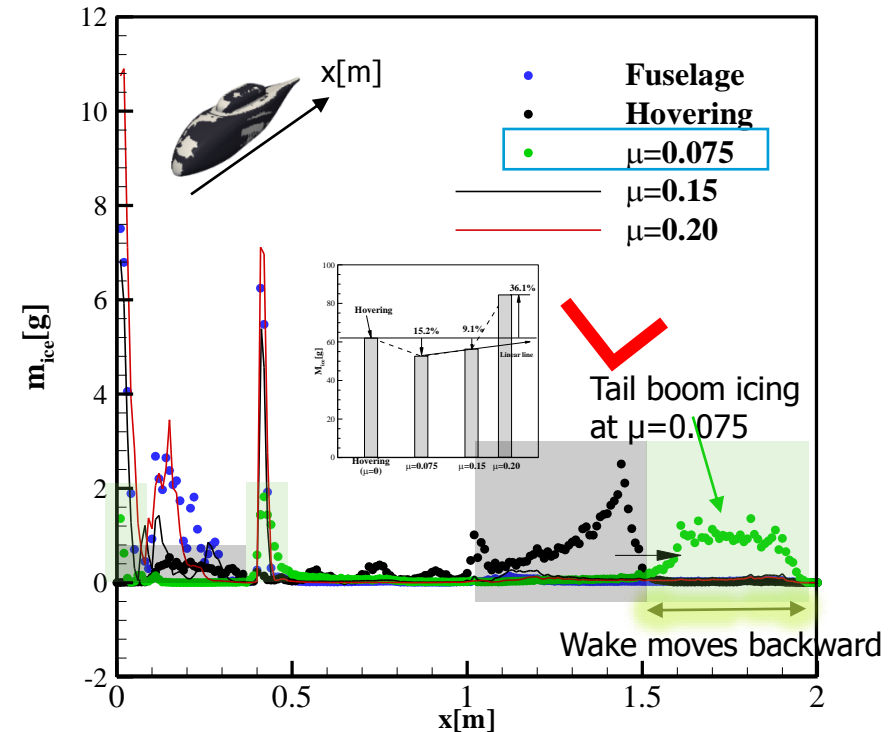 12
10
8
6
4
2
0
-2
m_ice[g]
x[m]
Fuselage
Hovering
μ=0.075
μ=0.15
μ=0.20
100
80
60
40
20
0
M_ice[g]
Hovering
15.2%
9.1%
36.1%
Linear line
Hovering
(μ=0)
μ=0.075
μ=0.15
μ=0.20
Tail boom icing
at μ=0.075
Wake moves backward
0
0.5
1
1.5
2
x[m]